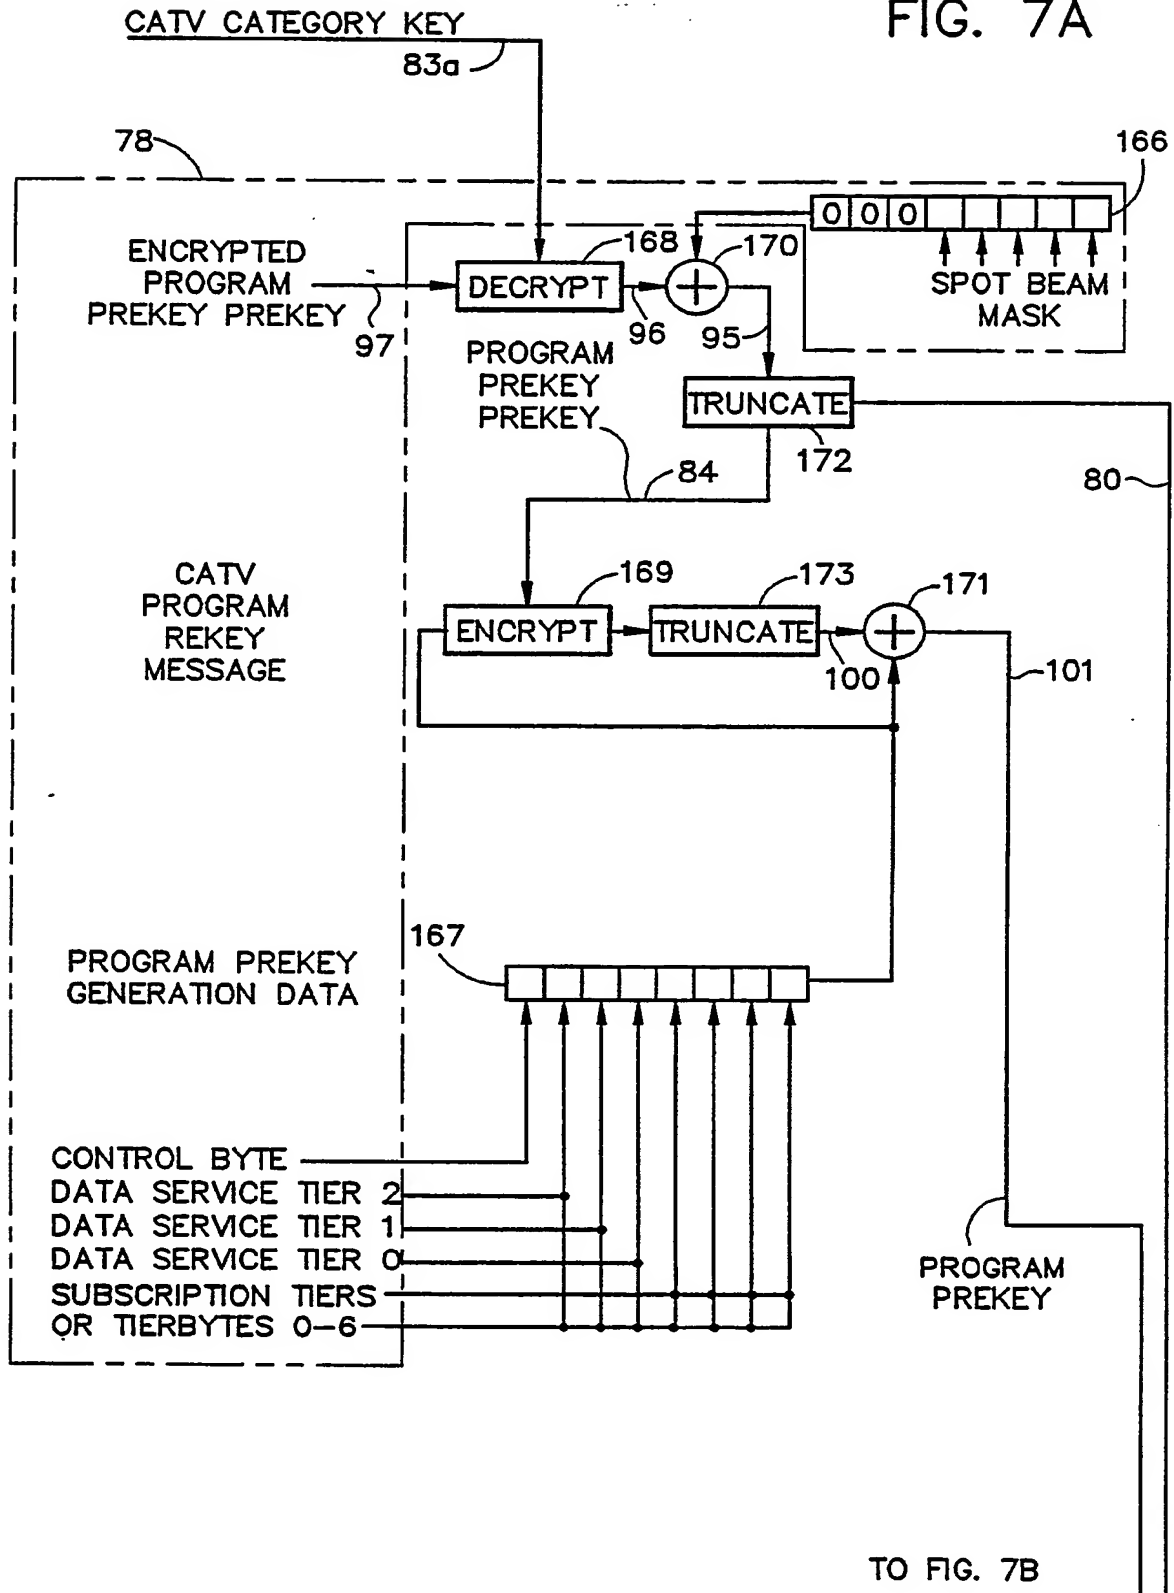 FIG. 7A
CATV CATEGORY KEY
83a
78
166
0 0 0
ENCRYPTED
PROGRAM
PREKEY PREKEY
97
168
DECRYPT
96
170
95
SPOT BEAM
MASK
PROGRAM
PREKEY
PREKEY
TRUNCATE
172
84
80
CATV
PROGRAM
REKEY
MESSAGE
169
ENCRYPT
173
TRUNCATE
100
171
101
167
PROGRAM PREKEY
GENERATION DATA
CONTROL BYTE
DATA SERVICE TIER 2
DATA SERVICE TIER 1
DATA SERVICE TIER 0
SUBSCRIPTION TIERS
OR TIERBYTES 0-6
PROGRAM
PREKEY
TO FIG. 7B